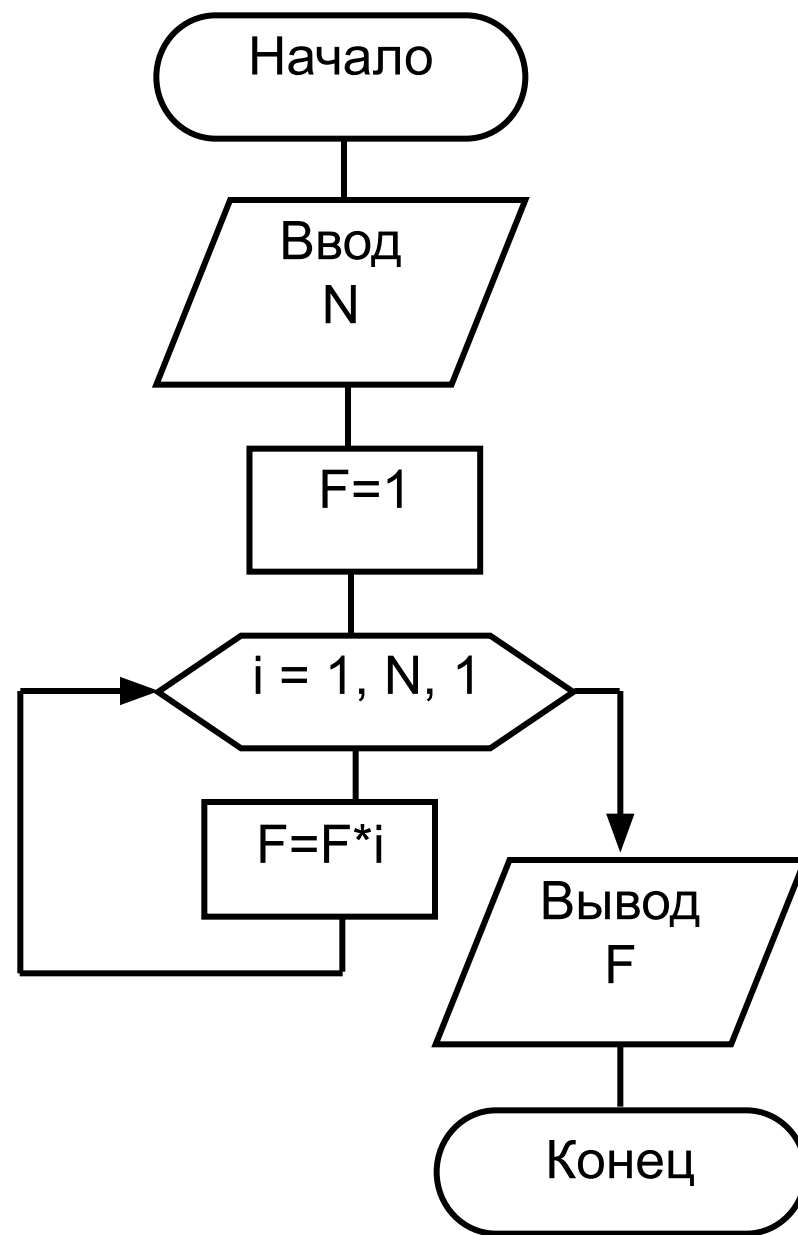 Начало
Ввод
N
F=1
i = 1, N, 1
F=F*i
Вывод
F
Конец